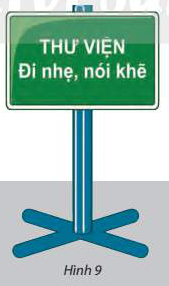 THƯ VIỆN
Đi nhẹ, nói khẽ
Hình 9